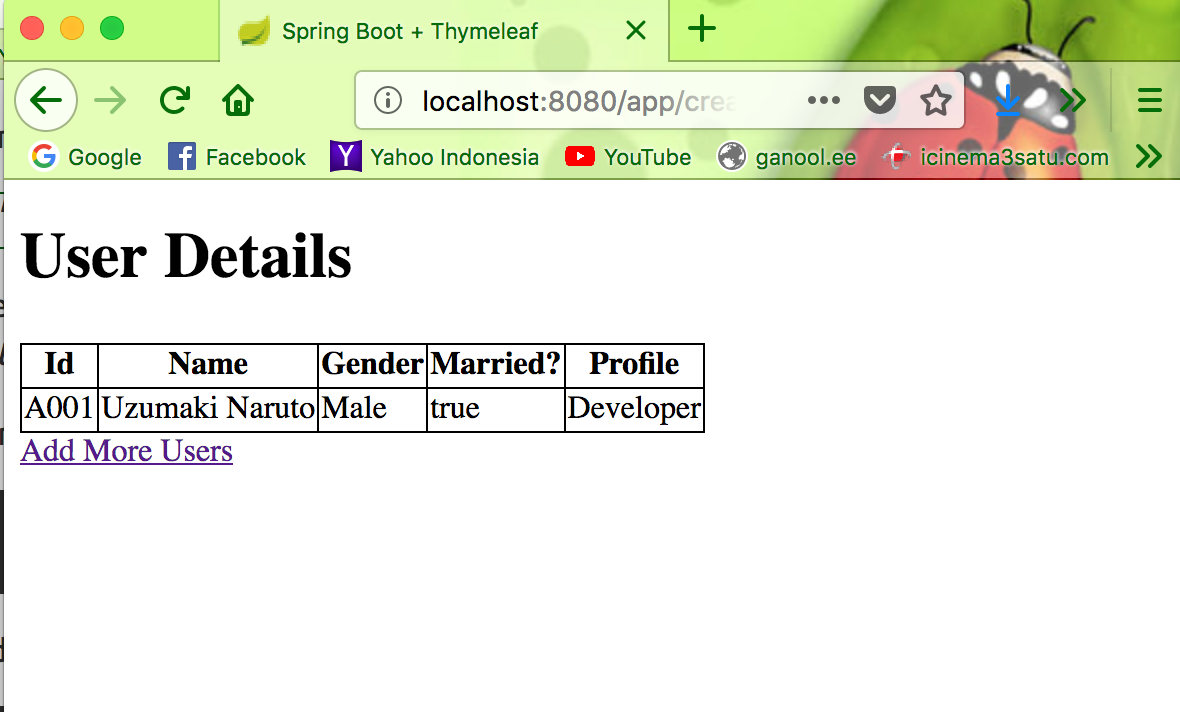 Spring Boot + Thymeleaf
localhost:8080/app/crea
Google Facebook Yahoo Indonesia YouTube ganool.ee icinema3satu.com
User Details
Id Name Gender Married? Profile
A001 Uzumaki Naruto Male true Developer
Add More Users